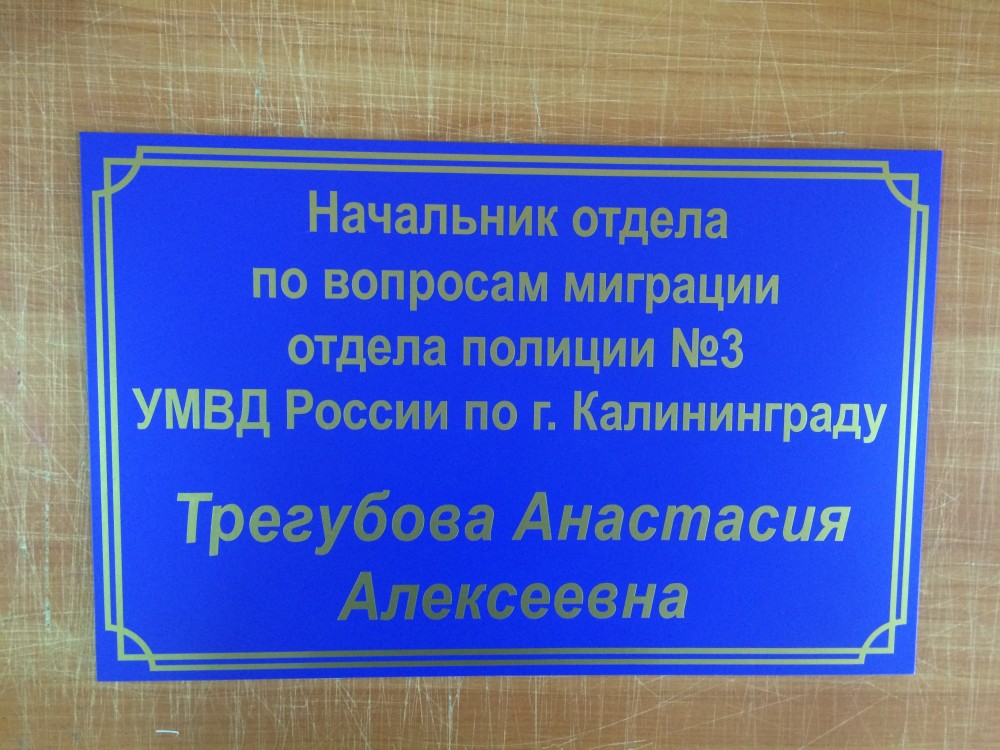 Начальник отдела
по вопросам миграции
отдела полиции №3
УМВД России по г. Калининграду
Трегубова Анастасия
Алексеевна